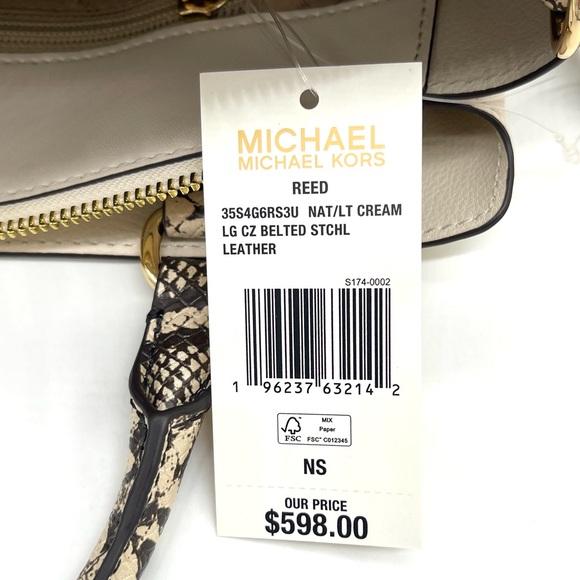 MICHAEL
MICHAEL KORS
REED
35S4G6RS3U NAT/LT CREAM
LG CZ BELTED STCHL
LEATHER
S174-0002
1 96237 63214 2
FSC
MIX
Paper
FSC® C012345
NS
OUR PRICE
$598.00